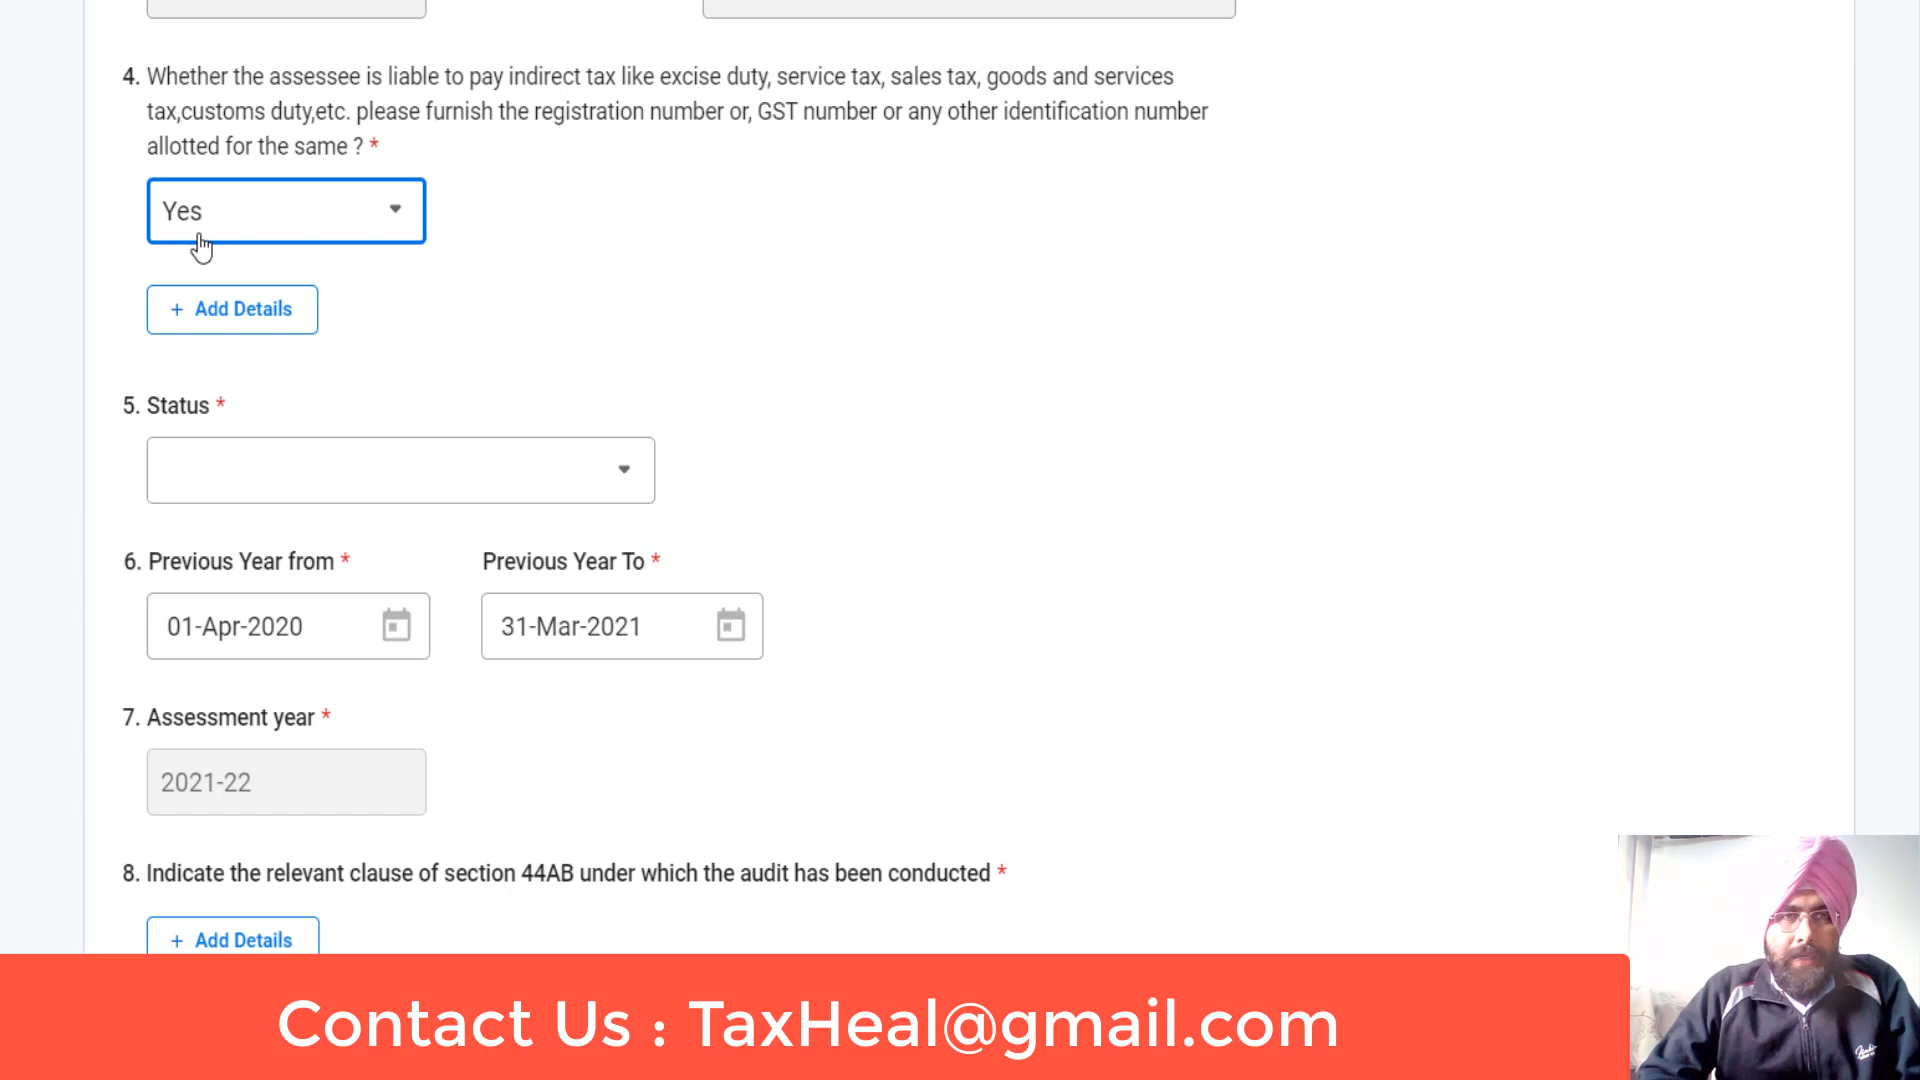 4. Whether the assessee is liable to pay indirect tax like excise duty, service tax, sales tax, goods and services
tax,customs duty,etc. please furnish the registration number or, GST number or any other identification number
allotted for the same ? *
Yes
+ Add Details
5. Status *
6. Previous Year from * Previous Year To *
01-Apr-2020 31-Mar-2021
7. Assessment year *
2021-22
8. Indicate the relevant clause of section 44AB under which the audit has been conducted *
+ Add Details
Contact Us : TaxHeal@gmail.com